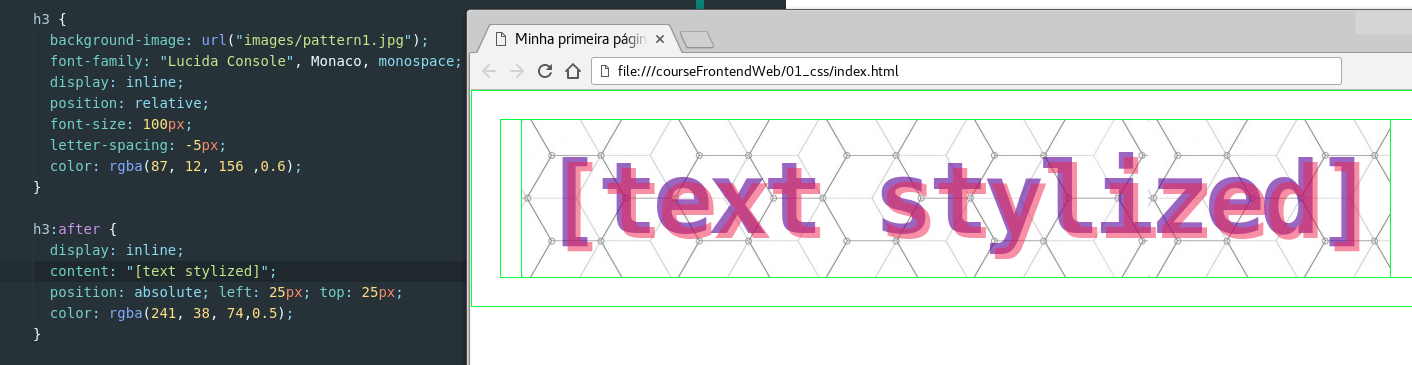 h3 {
background-image: url("images/pattern1.jpg");
font-family: "Lucida Console", Monaco, monospace;
display: inline;
position: relative;
font-size: 100px;
letter-spacing: -5px;
color: rgba(87, 12, 156 ,0.6);
}
h3:after {
display: inline;
content: "[text stylized]";
position: absolute; left: 25px; top: 25px;
color: rgba(241, 38, 74,0.5);
}
Minha primeira págin
file:///courseFrontendWeb/01_css/index.html
[text stylized]